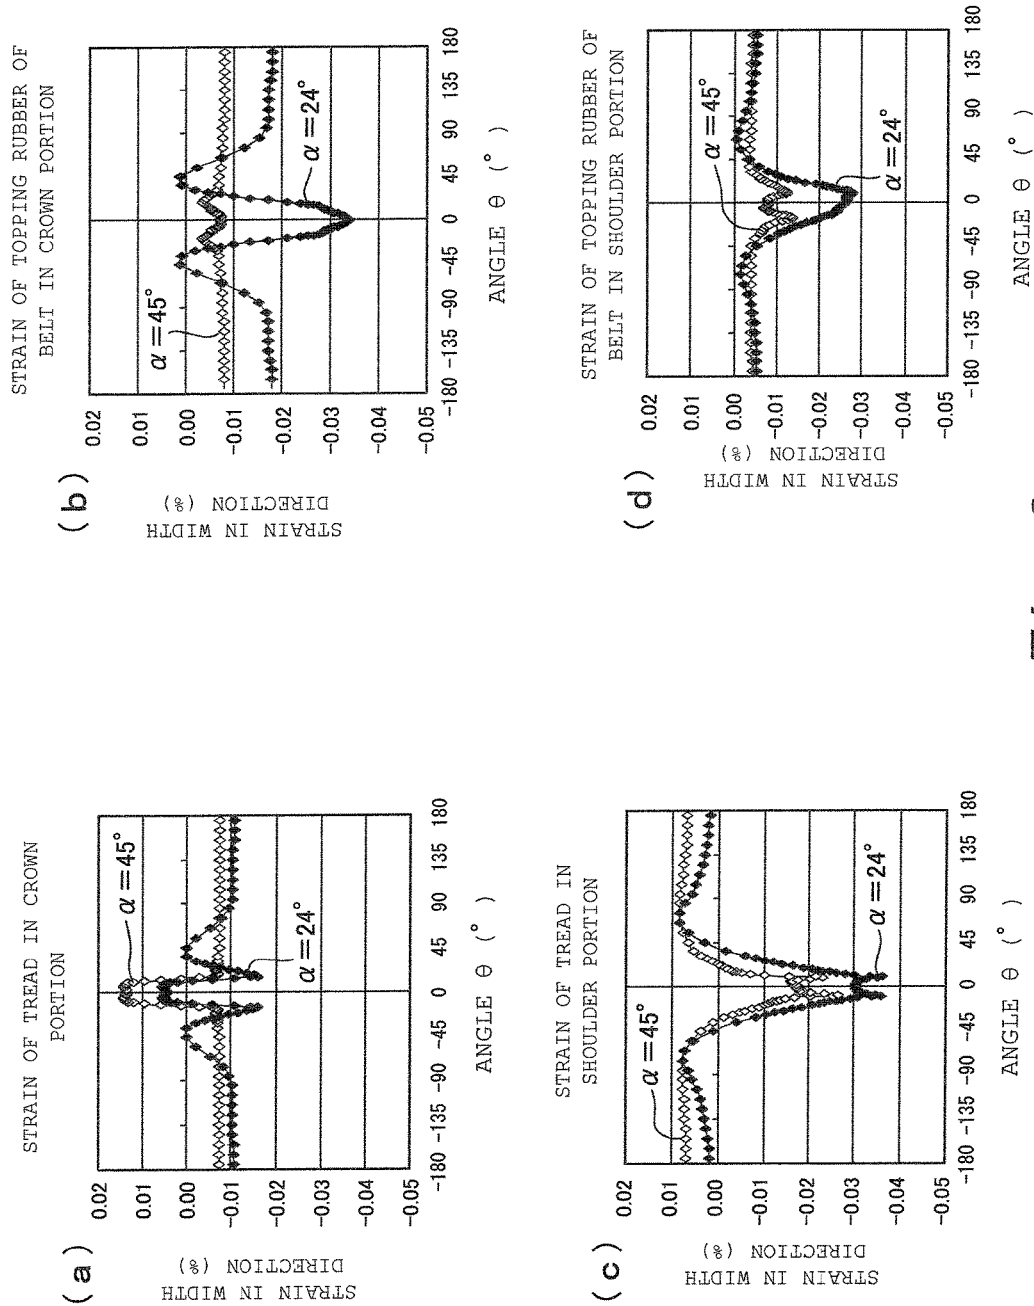 (a)
STRAIN OF TREAD IN CROWN
PORTION
STRAIN IN WIDTH
DIRECTION (%)
0.02
0.01
0.00
-0.01
-0.02
-0.03
-0.04
-0.05
-180 -135 -90 -45 0 45 90 135 180
ANGLE θ (°)
α=45°
α=24°
(b)
STRAIN OF TOPPING RUBBER OF
BELT IN CROWN PORTION
STRAIN IN WIDTH
DIRECTION (%)
0.02
0.01
0.00
-0.01
-0.02
-0.03
-0.04
-0.05
-180 -135 -90 -45 0 45 90 135 180
ANGLE θ (°)
α=45°
α=24°
(c)
STRAIN OF TREAD IN
SHOULDER PORTION
STRAIN IN WIDTH
DIRECTION (%)
0.02
0.01
0.00
-0.01
-0.02
-0.03
-0.04
-0.05
-180 -135 -90 -45 0 45 90 135 180
ANGLE θ (°)
α=45°
α=24°
(d)
STRAIN OF TOPPING RUBBER OF
BELT IN SHOULDER PORTION
STRAIN IN WIDTH
DIRECTION (%)
0.02
0.01
0.00
-0.01
-0.02
-0.03
-0.04
-0.05
-180 -135 -90 -45 0 45 90 135 180
ANGLE θ (°)
α=45°
α=24°